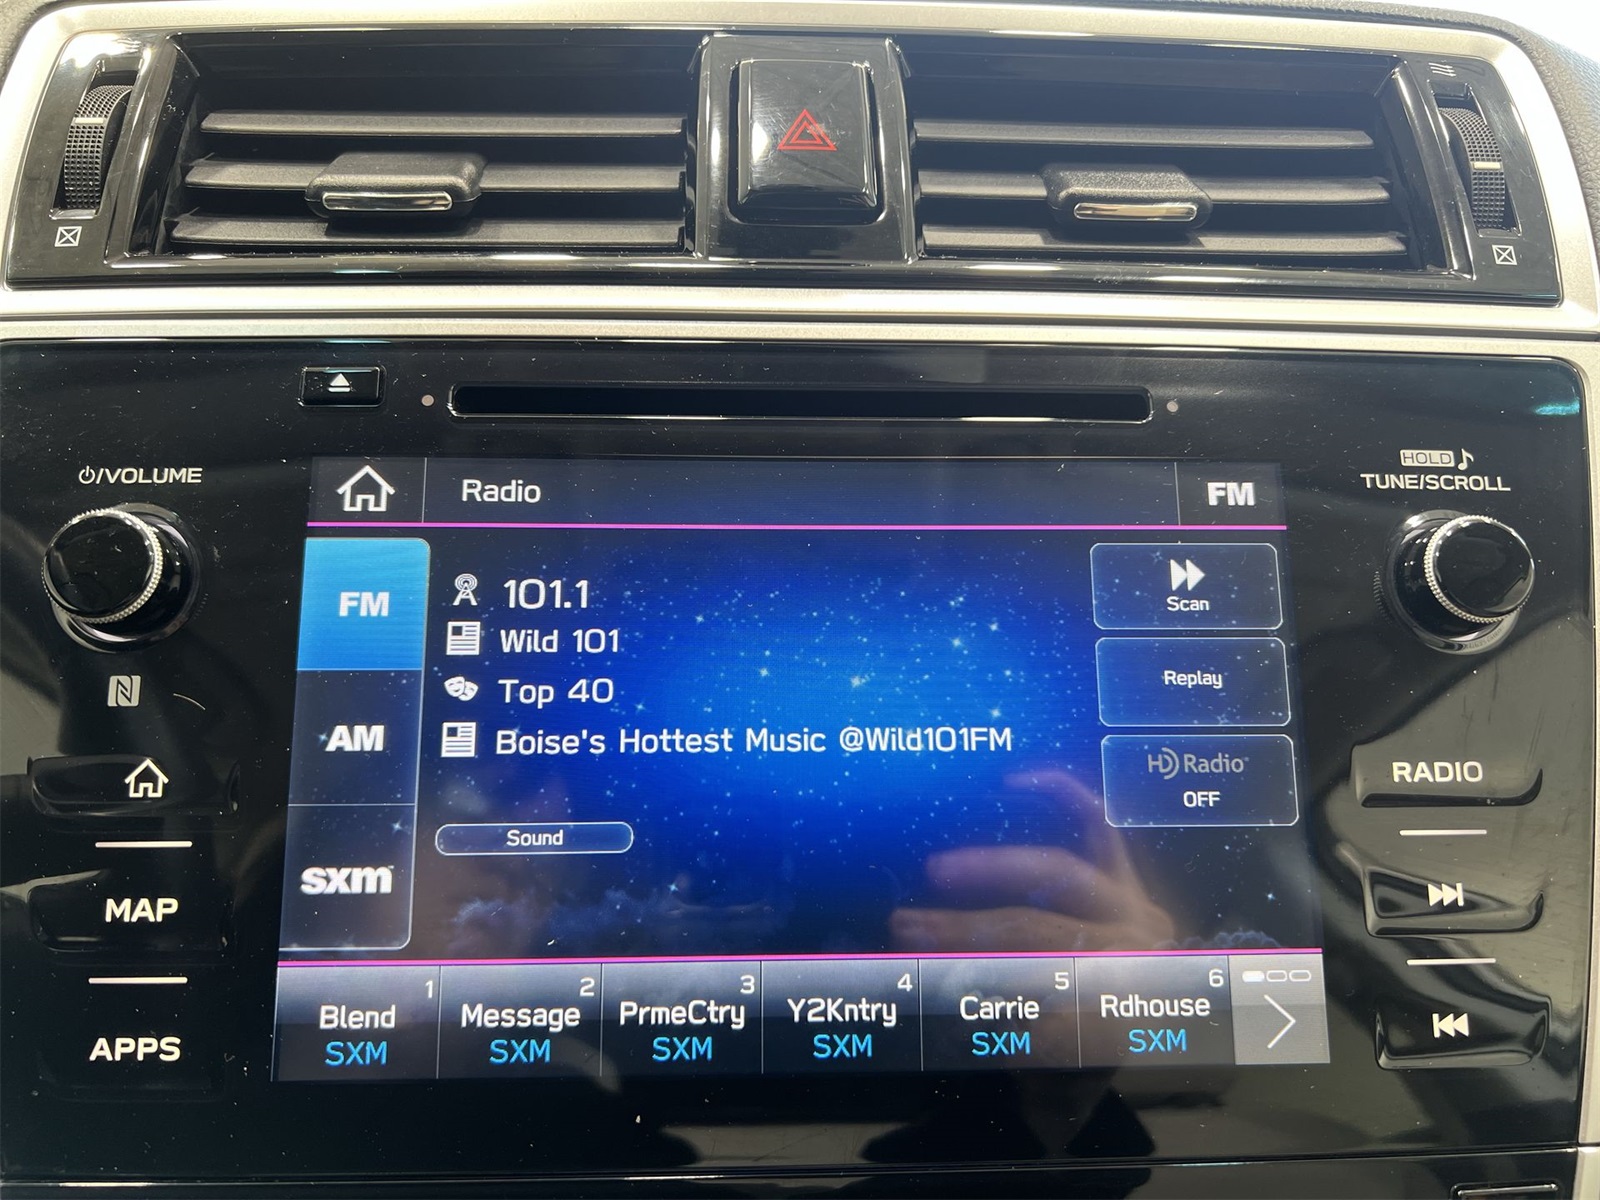 ⏻/VOLUME
HOLD ♪
TUNE/SCROLL
Radio
FM
FM
AM
sxm
101.1
Wild 101
Top 40
Boise's Hottest Music @Wild101FM
Sound
Scan
Replay
HD Radio
OFF
N
MAP
APPS
RADIO
1
Blend
SXM
2
Message
SXM
3
PrmeCtry
SXM
4
Y2Kntry
SXM
5
Carrie
SXM
6
Rdhouse
SXM